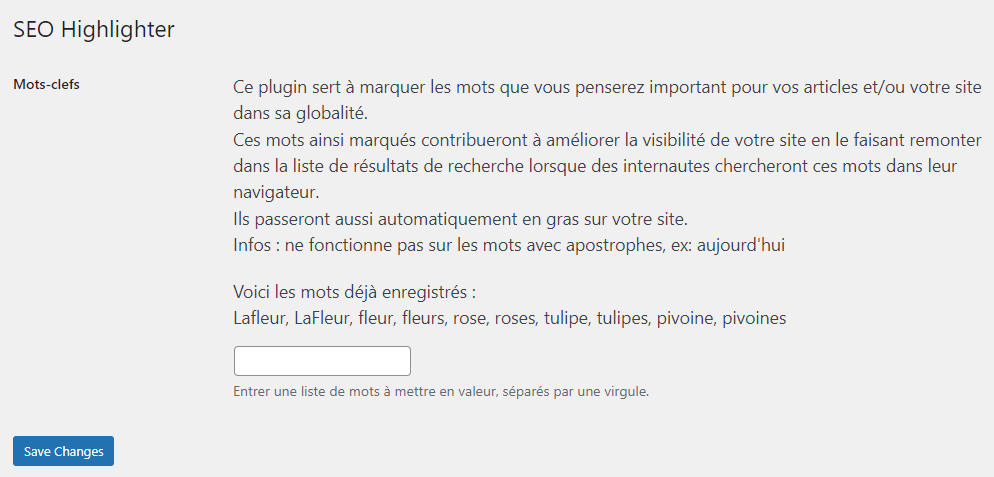 SEO Highlighter
Mots-clefs
Ce plugin sert à marquer les mots que vous penserez important pour vos articles et/ou votre site
dans sa globalité.
Ces mots ainsi marqués contribueront à améliorer la visibilité de votre site en le faisant remonter
dans la liste de résultats de recherche lorsque des internautes chercheront ces mots dans leur
navigateur.
Ils passeront aussi automatiquement en gras sur votre site.
Infos : ne fonctionne pas sur les mots avec apostrophes, ex: aujourd'hui
Voici les mots déjà enregistrés :
Lafleur, LaFleur, fleur, fleurs, rose, roses, tulipe, tulipes, pivoine, pivoines
Entrer une liste de mots à mettre en valeur, séparés par une virgule.
Save Changes